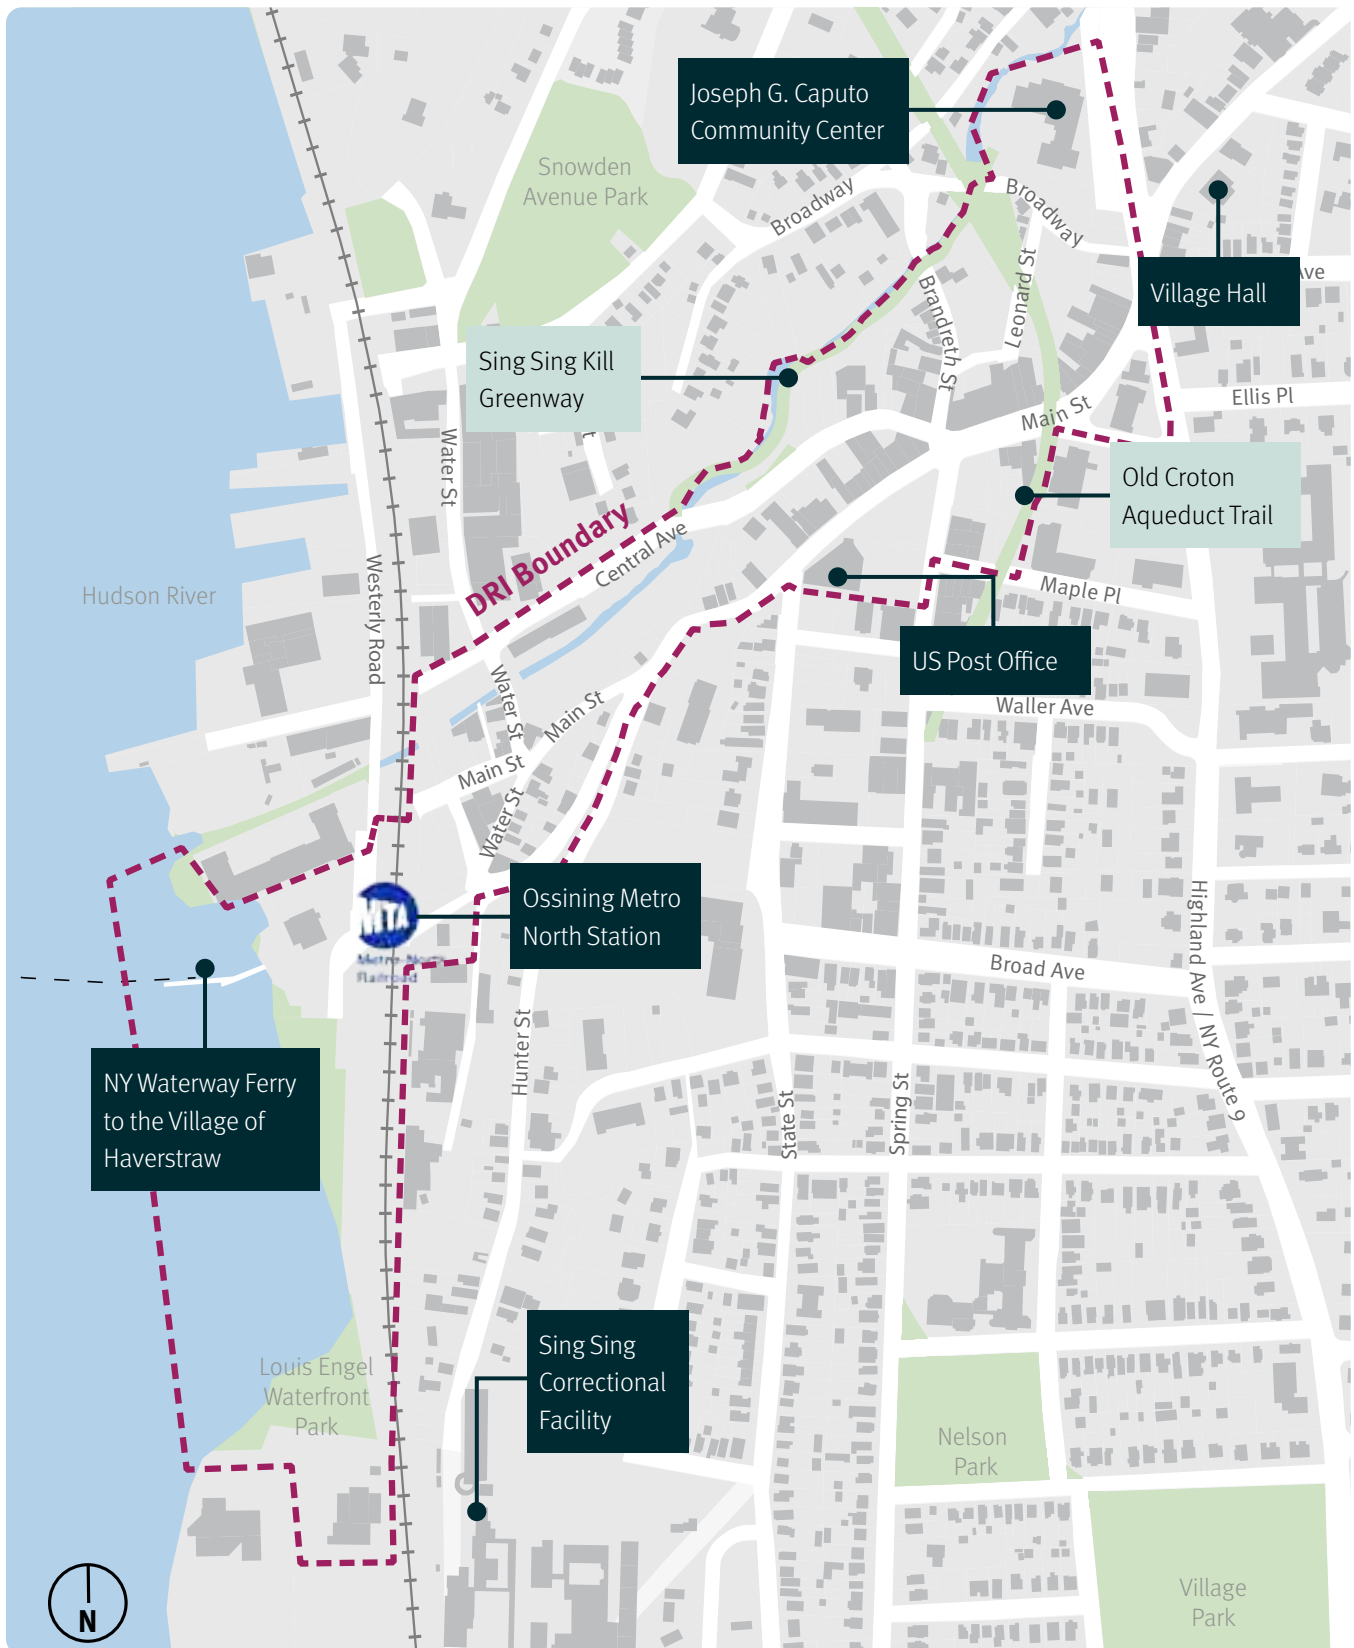 Joseph G. Caputo
Community Center
Snowden
Avenue Park
Broadway
Broadway
Village Hall
Ave
Leonard St
Brandreth St
Sing Sing Kill
Greenway
Ellis Pl
Main St
Water St
t
Old Croton
Aqueduct Trail
DRI Boundary
Central Ave
Westerly Road
Hudson River
Maple Pl
US Post Office
Water St
Main St
Waller Ave
Main St
Water St
Ossining Metro
North Station
MTA
Metro-North
Railroad
Highland Ave / NY Route 9
Broad Ave
Hunter St
NY Waterway Ferry
to the Village of
Haverstraw
State St
Spring St
Sing Sing
Correctional
Facility
Louis Engel
Waterfront
Park
Nelson
Park
Village
Park
N